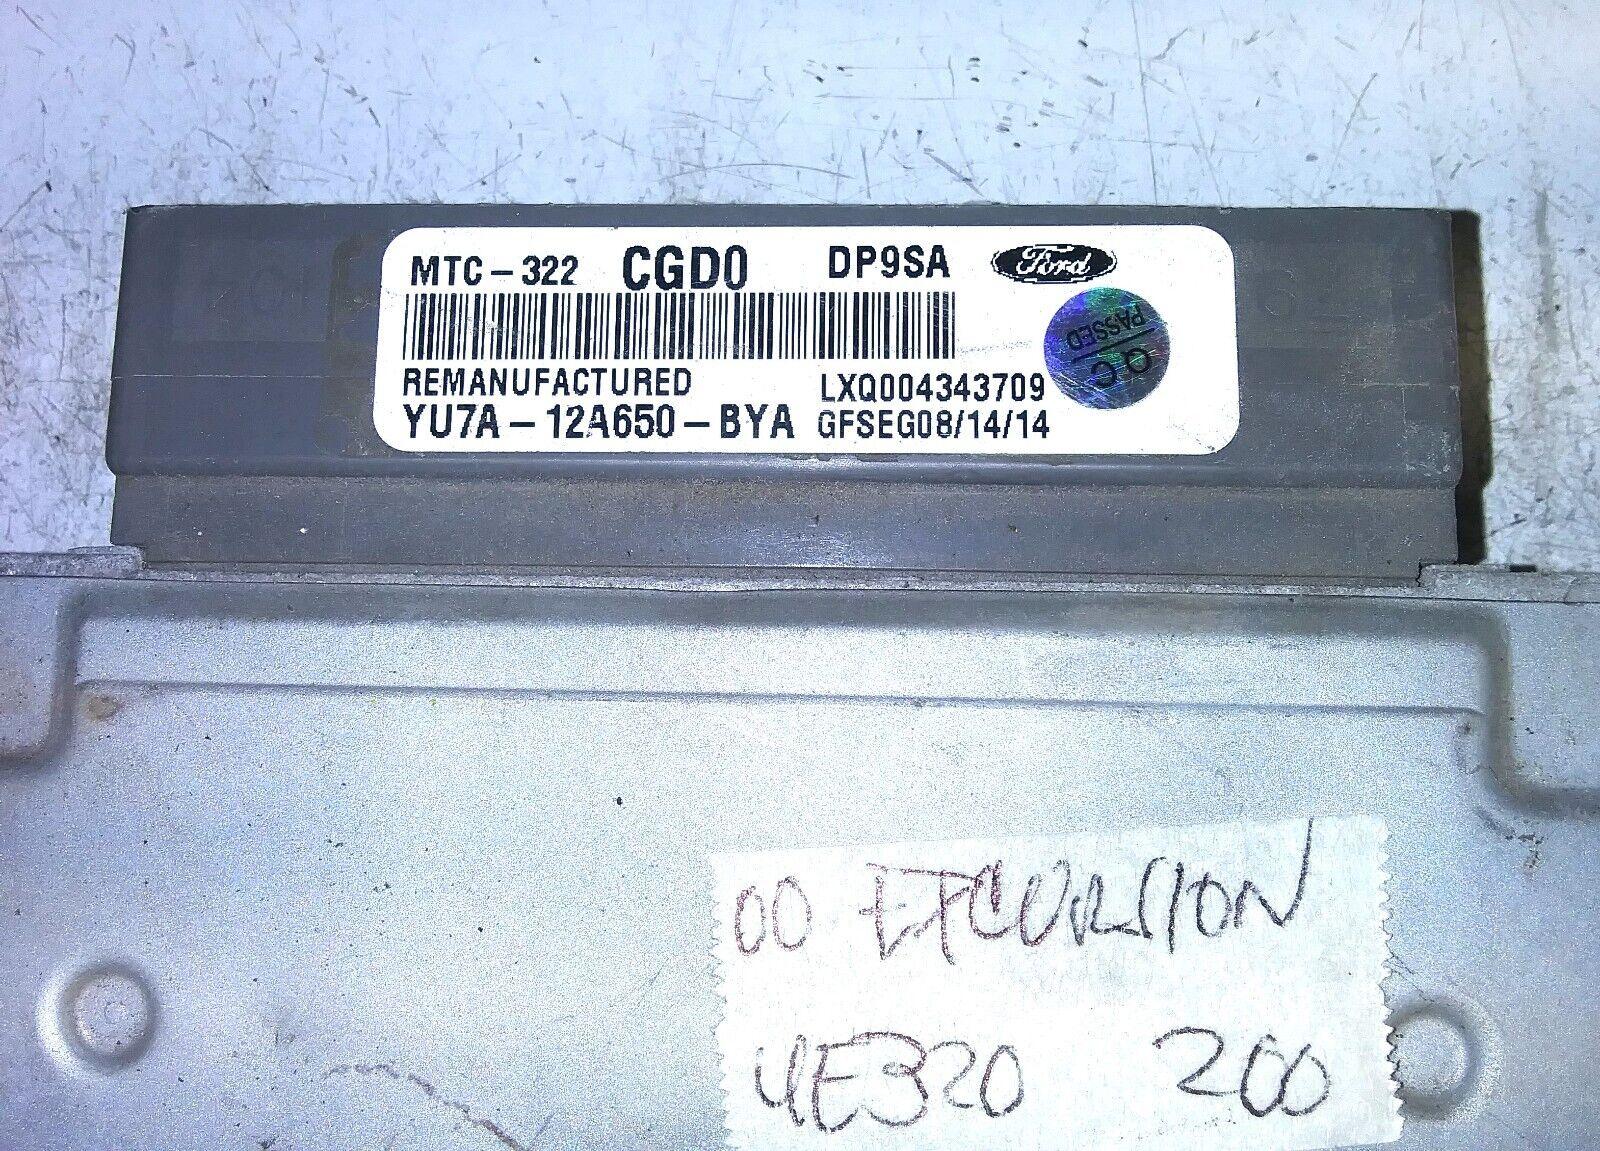 MTC-322 CGD0 DP9SA Ford
QC PASSED
REMANUFACTURED LXQ004343709
YU7A-12A650-BYA GFSEG08/14/14
00 EXCURSION
4E320 200